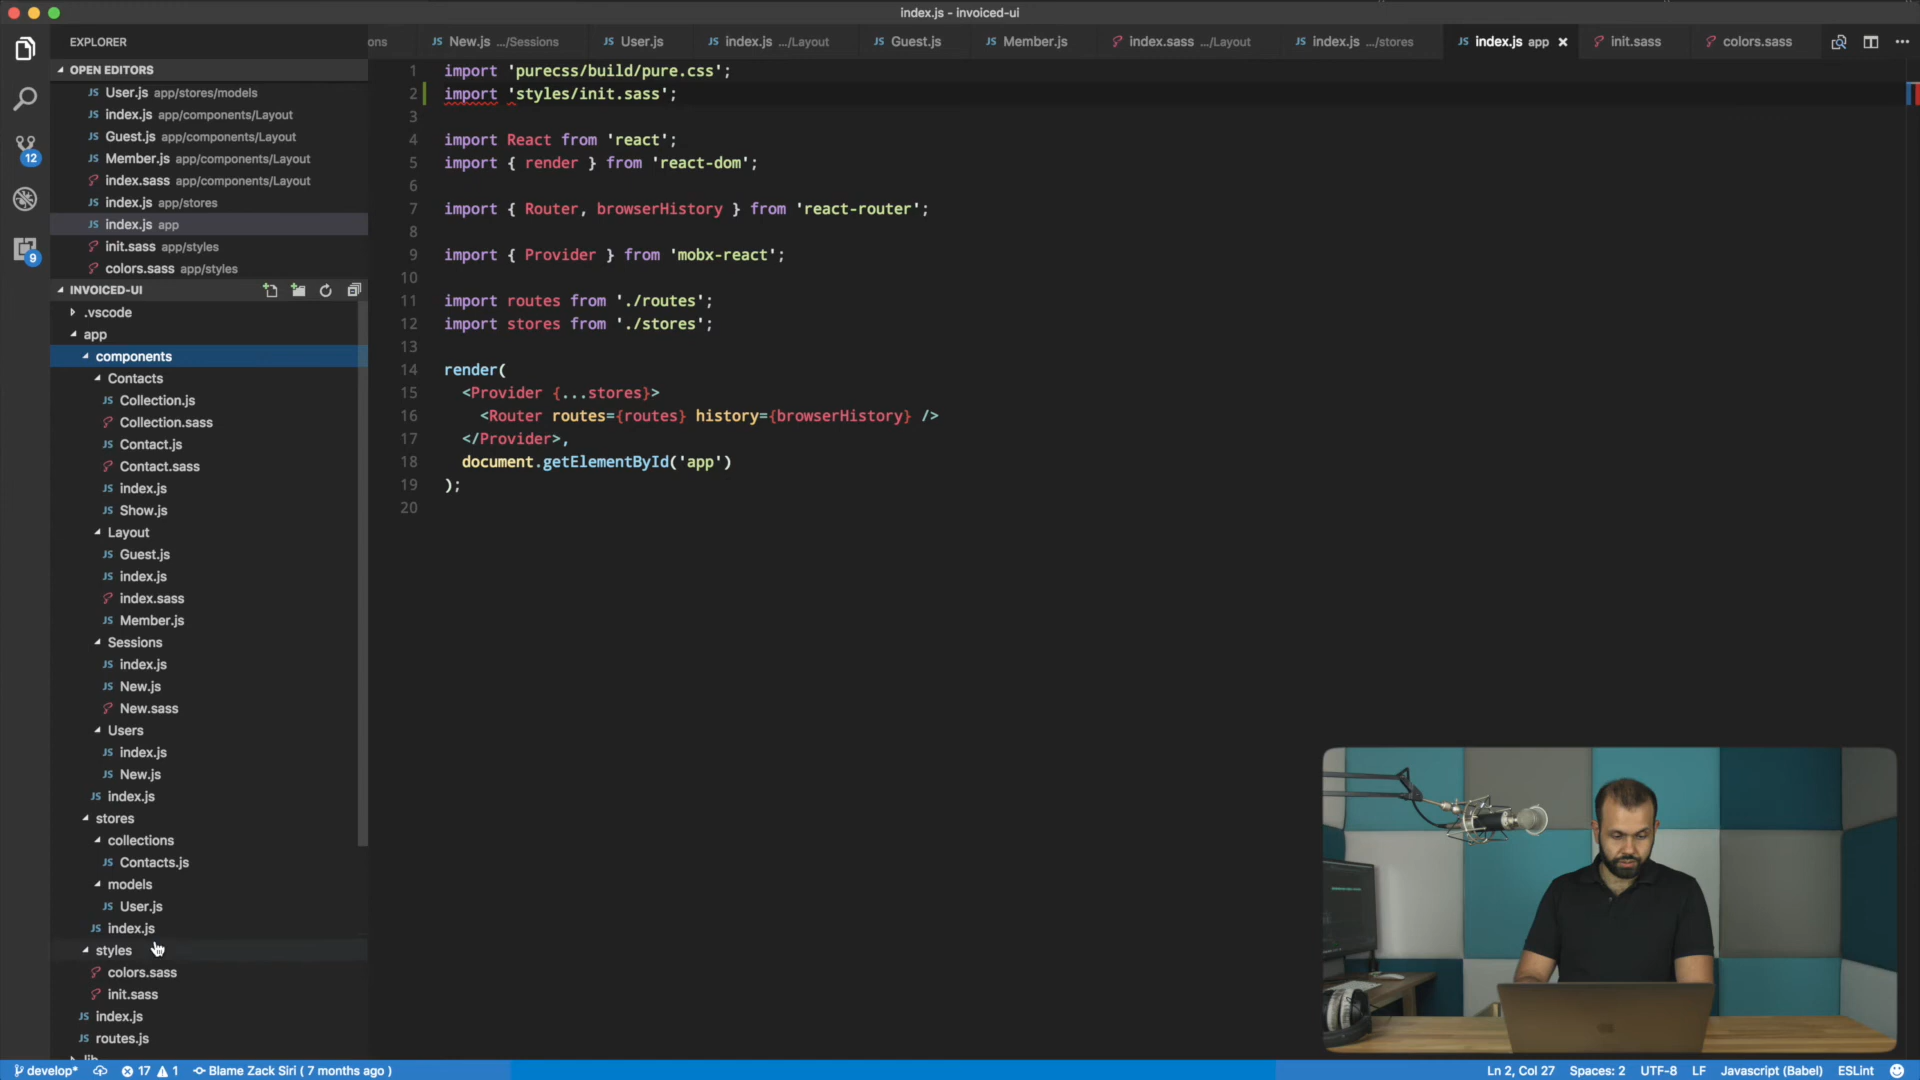 index.js - invoiced-ui
EXPLORER
ons
JS New.js .../Sessions
JS User.js
JS index.js .../Layout
JS Guest.js
JS Member.js
index.sass .../Layout
JS index.js .../stores
JS index.js app
init.sass
colors.sass
OPEN EDITORS
JS User.js app/stores/models
JS index.js app/components/Layout
JS Guest.js app/components/Layout
JS Member.js app/components/Layout
index.sass app/components/Layout
JS index.js app/stores
JS index.js app
init.sass app/styles
colors.sass app/styles
12
9
INVOICED-UI
.vscode
app
components
Contacts
JS Collection.js
Collection.sass
JS Contact.js
Contact.sass
JS index.js
JS Show.js
Layout
JS Guest.js
JS index.js
index.sass
JS Member.js
Sessions
JS index.js
JS New.js
New.sass
Users
JS index.js
JS New.js
JS index.js
stores
collections
JS Contacts.js
models
JS User.js
JS index.js
styles
colors.sass
init.sass
JS index.js
JS routes.js
lib
1 import 'purecss/build/pure.css';
2 import 'styles/init.sass';
3
4 import React from 'react';
5 import { render } from 'react-dom';
6
7 import { Router, browserHistory } from 'react-router';
8
9 import { Provider } from 'mobx-react';
10
11 import routes from './routes';
12 import stores from './stores';
13
14 render(
15 <Provider {...stores}>
16 <Router routes={routes} history={browserHistory} />
17 </Provider>,
18 document.getElementById('app')
19 );
20
develop* 17 1 Blame Zack Siri ( 7 months ago )
Ln 2, Col 27 Spaces: 2 UTF-8 LF Javascript (Babel) ESLint